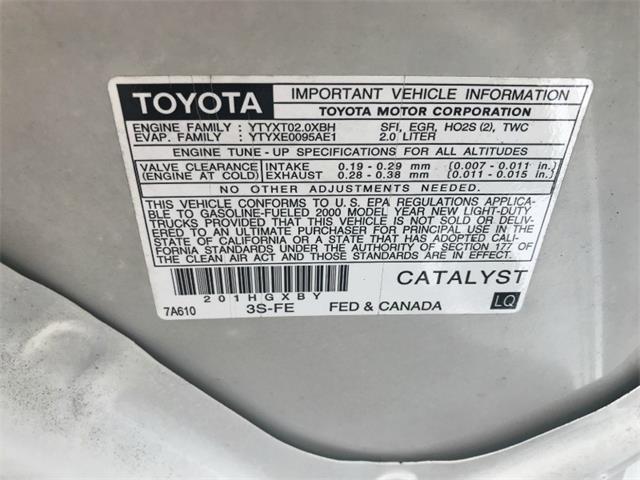 TOYOTA
IMPORTANT VEHICLE INFORMATION
TOYOTA MOTOR CORPORATION
ENGINE FAMILY : YTYXT02.0XBH SFI, EGR, HO2S (2), TWC
EVAP. FAMILY : YTYXE0095AE1 2.0 LITER
ENGINE TUNE - UP SPECIFICATIONS FOR ALL ALTITUDES
VALVE CLEARANCE INTAKE 0.19 - 0.29 mm (0.007 - 0.011 in.)
(ENGINE AT COLD) EXHAUST 0.28 - 0.38 mm (0.011 - 0.015 in.)
NO OTHER ADJUSTMENTS NEEDED.
THIS VEHICLE CONFORMS TO U.S. EPA REGULATIONS APPLICA-
BLE TO GASOLINE-FUELED 2000 MODEL YEAR NEW LIGHT-DUTY
TRUCKS PROVIDED THAT THIS VEHICLE IS NOT SOLD OR DELIV-
ERED TO AN ULTIMATE PURCHASER FOR PRINCIPAL USE IN THE
STATE OF CALIFORNIA OR A STATE THAT HAS ADOPTED CALI-
FORNIA STANDARDS UNDER THE AUTHORITY OF SECTION 177 OF
THE CLEAN AIR ACT AND THOSE STANDARDS ARE IN EFFECT.
201HGXBY
CATALYST
7A610 3S-FE FED & CANADA LQ